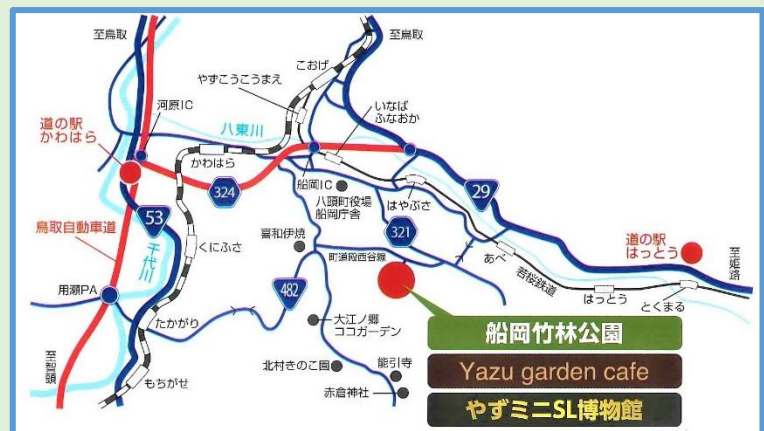 至鳥取
至鳥取
こおげ
やずこうこうまえ
河原IC
道の駅
かわはら
八東川
いなば
ふなおか
かわはら
324
船岡IC
八頭町役場
船岡庁舎
はやぶさ
29
鳥取自動車道
53
千代川
くにふさ
喜和伊焼
321
町道殿西谷線
あべ
若桜鉄道
道の駅
はっとう
至姫路
用瀬PA
482
はっとう
とくまる
たかがり
大江ノ郷
ココガーデン
船岡竹林公園
至智頭
もちがせ
北村きのこ園
能引寺
赤倉神社
Yazu garden cafe
やずミニSL博物館